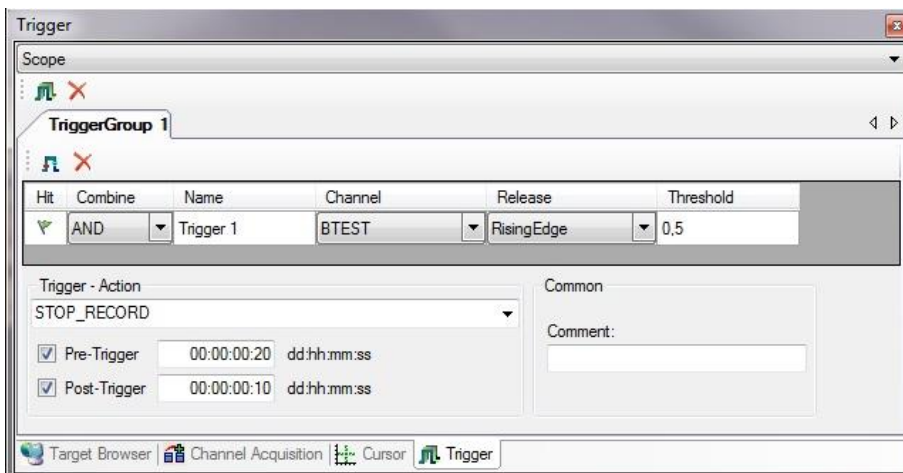 Trigger
Scope
TriggerGroup 1
Hit Combine Name Channel Release Threshold
AND Trigger 1 BTEST RisingEdge 0,5
Trigger - Action Common
STOP_RECORD
Comment:
Pre-Trigger 00:00:00:20 dd:hh:mm:ss
Post-Trigger 00:00:00:10 dd:hh:mm:ss
Target Browser Channel Acquisition Cursor Trigger